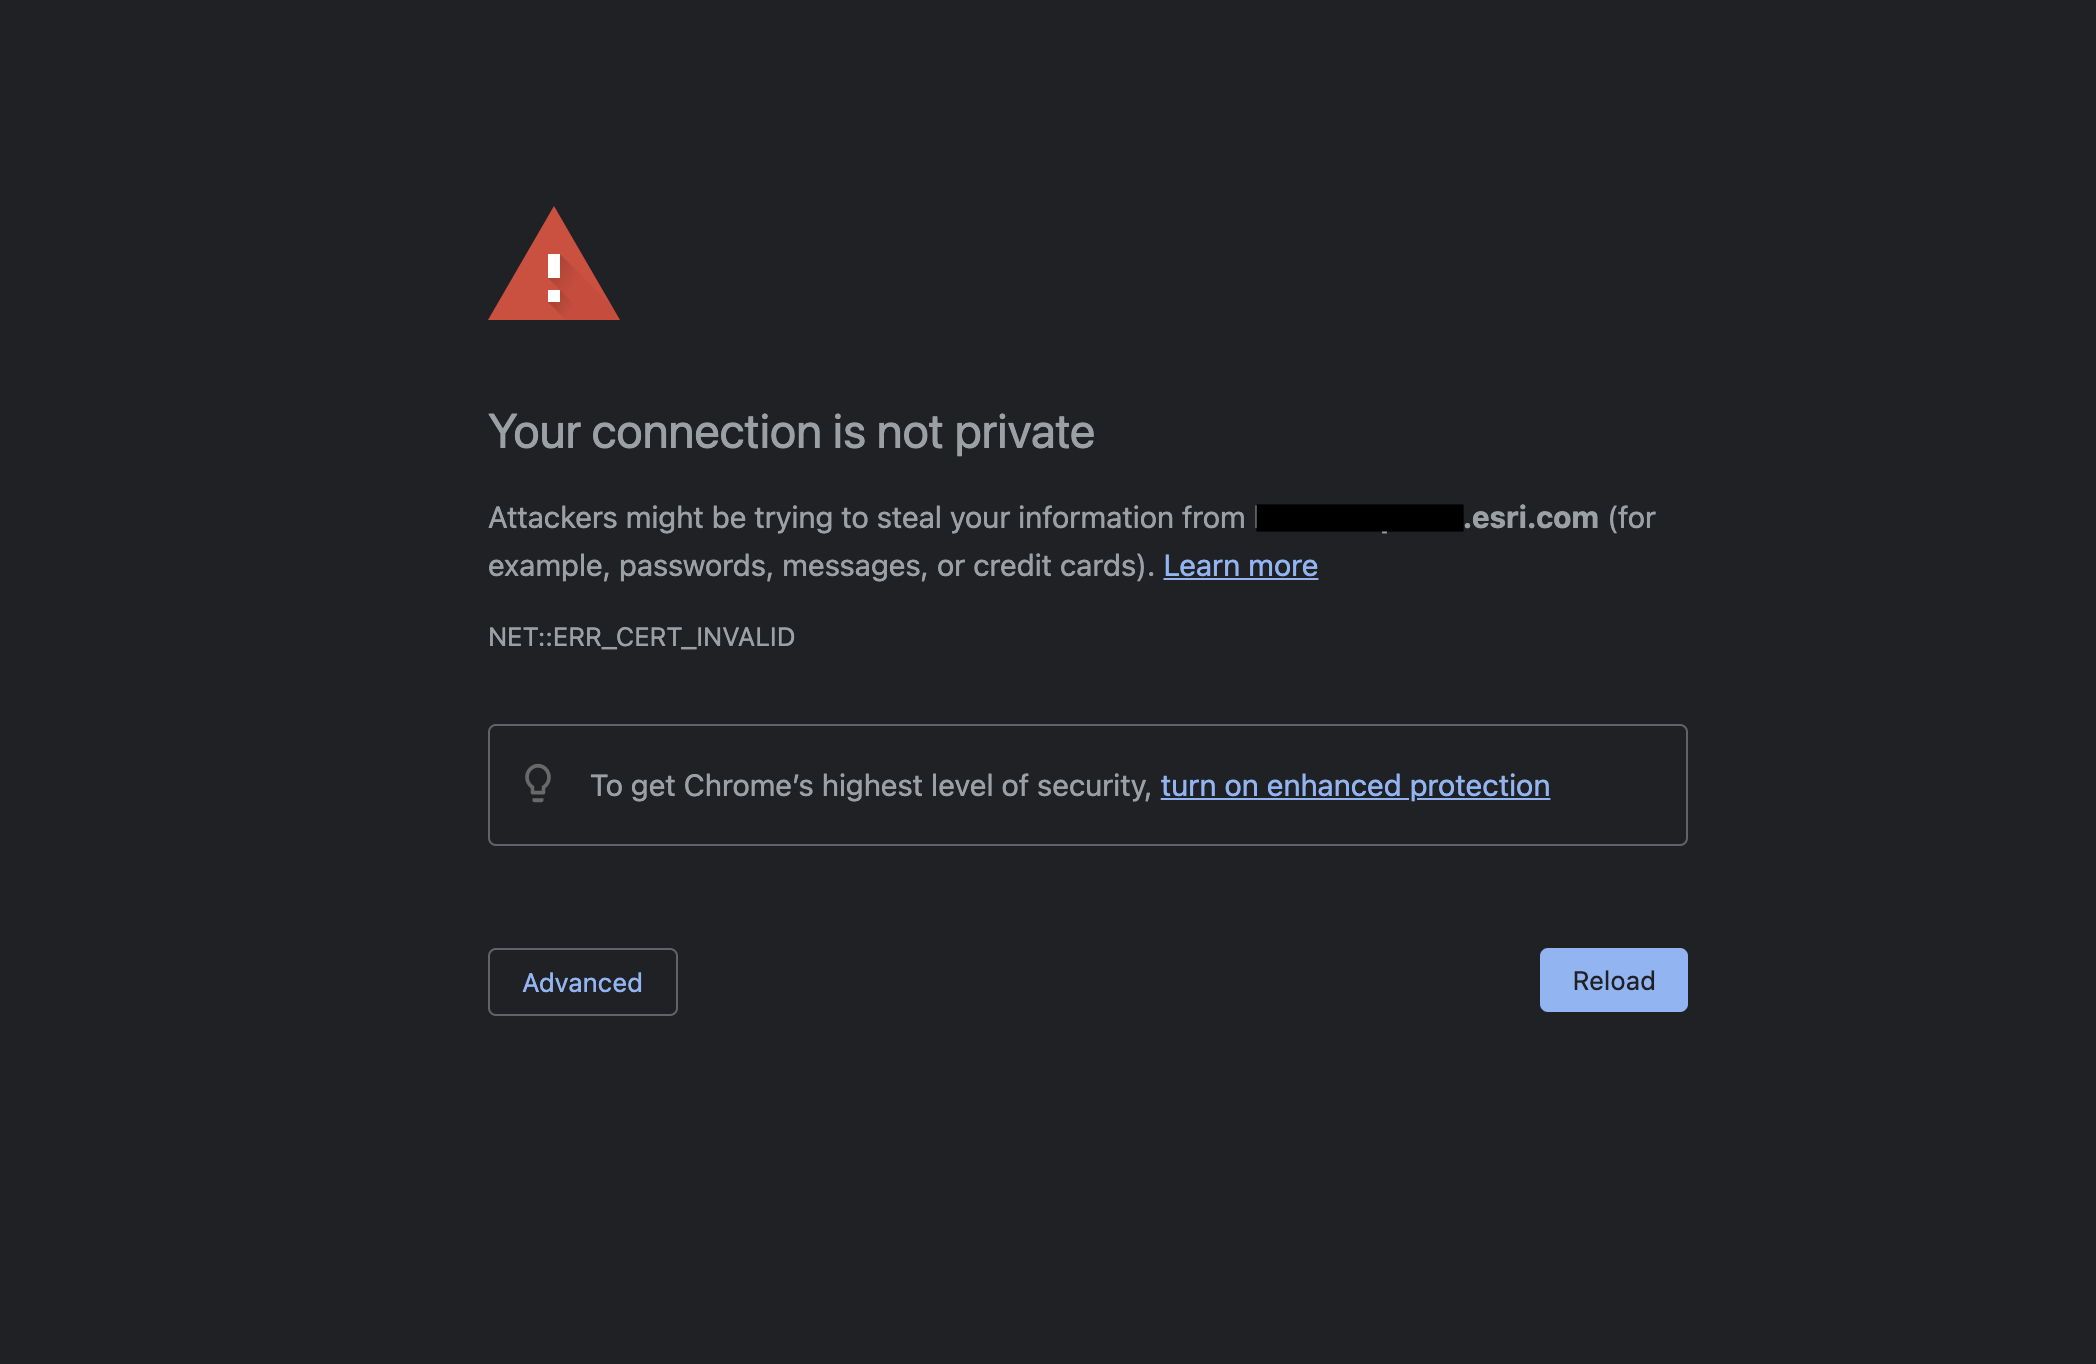 Your connection is not private
Attackers might be trying to steal your information from .esri.com (for
example, passwords, messages, or credit cards). Learn more
NET::ERR_CERT_INVALID
To get Chrome’s highest level of security, turn on enhanced protection
Advanced
Reload